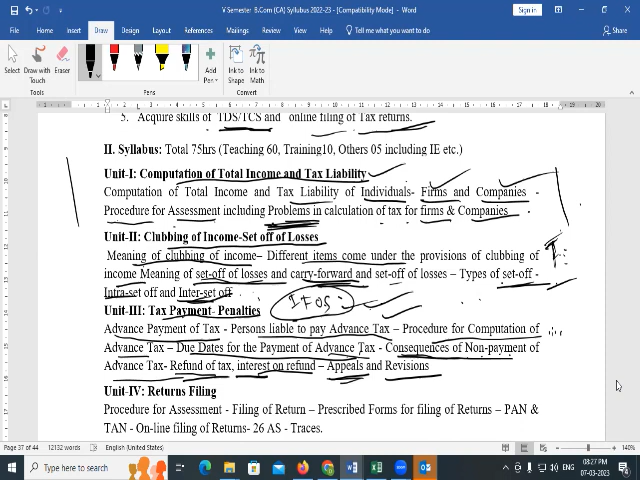 V Semester B.Com (CA) Syllabus 2022-23 [Compatibility Mode] - Word
Sign in
File Home Insert Draw Design Layout References Mailings Review View Help Tell me what you want to do Share
Select Draw with Touch Eraser Add Pen Ink to Shape Ink to Math
Tools Pens Convert
5. Acqure skills of TDS/TCS and online filing of Tax returns.
II. Syllabus: Total 75hrs (Teaching 60, Training10, Others 05 including IE etc.)
Unit-I: Computation of Total Income and Tax Liability
Computation of Total Income and Tax Liability of Individuals- Firms and Companies -
Procedure for Assessment including Problems in calculation of tax for firms & Companies
Unit-II: Clubbing of Income-Set off of Losses
Meaning of clubbing of income– Different items come under the provisions of clubbing of
income Meaning of set-off of losses and carry-forward and set-off of losses – Types of set-off -
Intra-set off and Inter-set off
IFOS
Unit-III: Tax Payment- Penalties
Advance Payment of Tax - Persons liable to pay Advance Tax – Procedure for Computation of
Advance Tax – Due Dates for the Payment of Advance Tax - Consequences of Non-payment of
Advance Tax- Refund of tax, interest on refund – Appeals and Revisions
Unit-IV: Returns Filing
Procedure for Assessment - Filing of Return – Prescribed Forms for filing of Returns – PAN &
TAN - On-line filing of Returns- 26 AS - Traces.
Page 37 of 44 12132 words English (United States) 140%
Type here to search
ENG
08:27 PM
07-03-2023